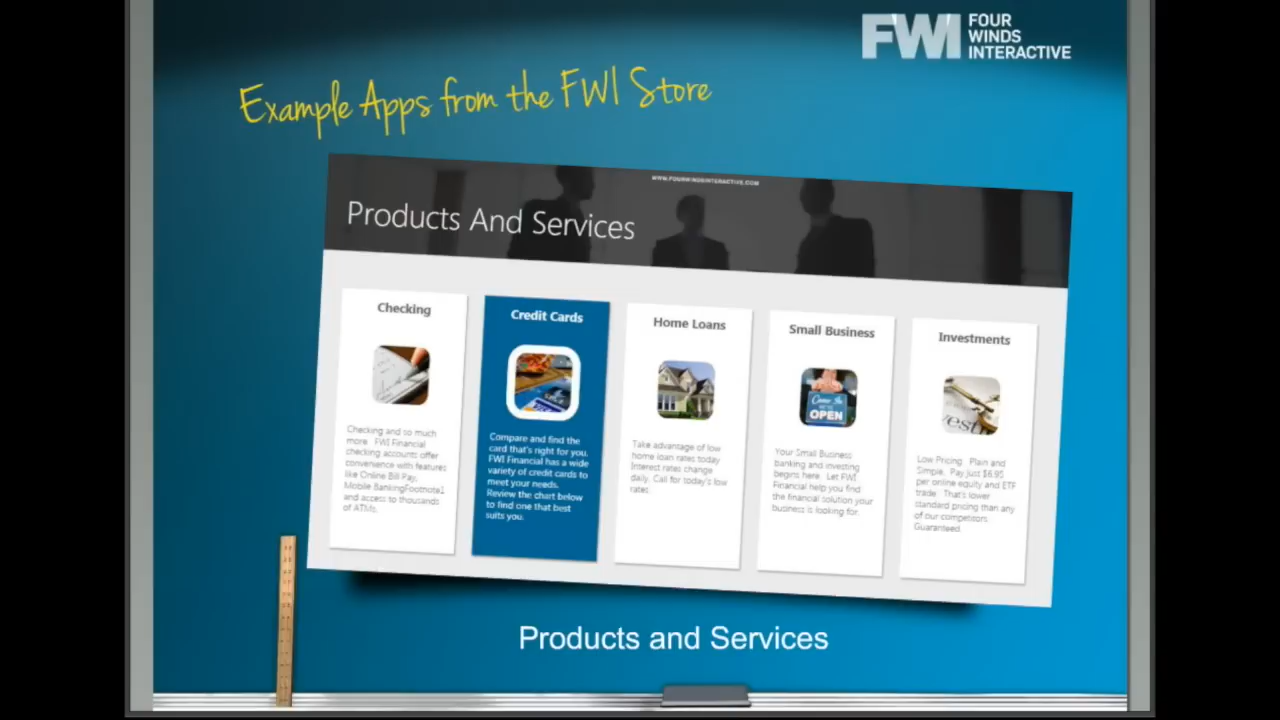 FWI FOUR
WINDS
INTERACTIVE
Example Apps from the FWI Store
WWW.FOURWINDSINTERACTIVE.COM
Products And Services
Checking
Checking and so much
more FWI Financial
checking accounts offer
convenience with features
like Online Bill Pay,
Mobile BankingFootnote1
and access to thousands
of ATMs.
Credit Cards
Compare and find the
card that's right for you.
FWI Financial has a wide
variety of credit cards to
meet your needs.
Review the chart below
to find one that best
suits you.
Home Loans
Take advantage of low
home loan rates today
Interest rates change
daily. Call for today's low
rates.
Small Business
OPEN
Your Small Business
banking and investing
begins here. Let FWI
Financial help you find
the financial solution your
business is looking for.
Investments
Low Pricing. Plain and
Simple. Pay just $6.95
per online equity and ETF
trade. That's lower
standard pricing than any
of our competitors.
Guaranteed.
Products and Services